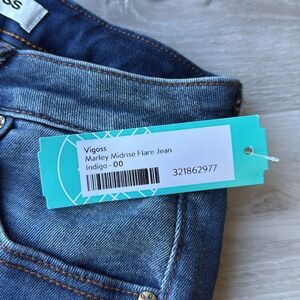 Vigoss
Marley Midrise Flare Jean
Indigo - 00
321862977